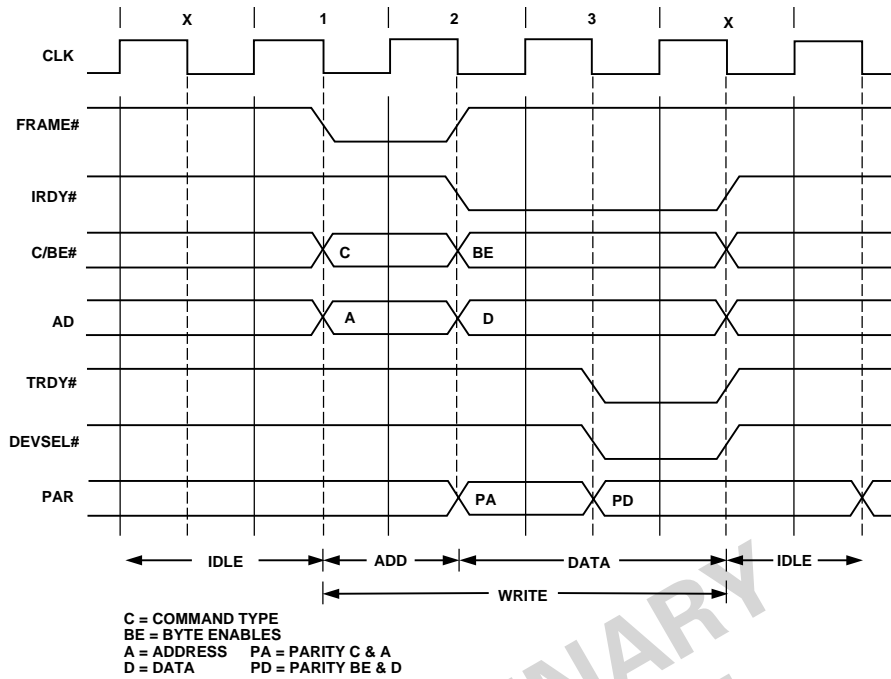 X 1 2 3 X
CLK
FRAME#
IRDY#
C/BE# C BE
AD A D
TRDY#
DEVSEL#
PAR PA PD
IDLE ADD DATA IDLE
WRITE
C = COMMAND TYPE
BE = BYTE ENABLES
A = ADDRESS PA = PARITY C & A
D = DATA PD = PARITY BE & D